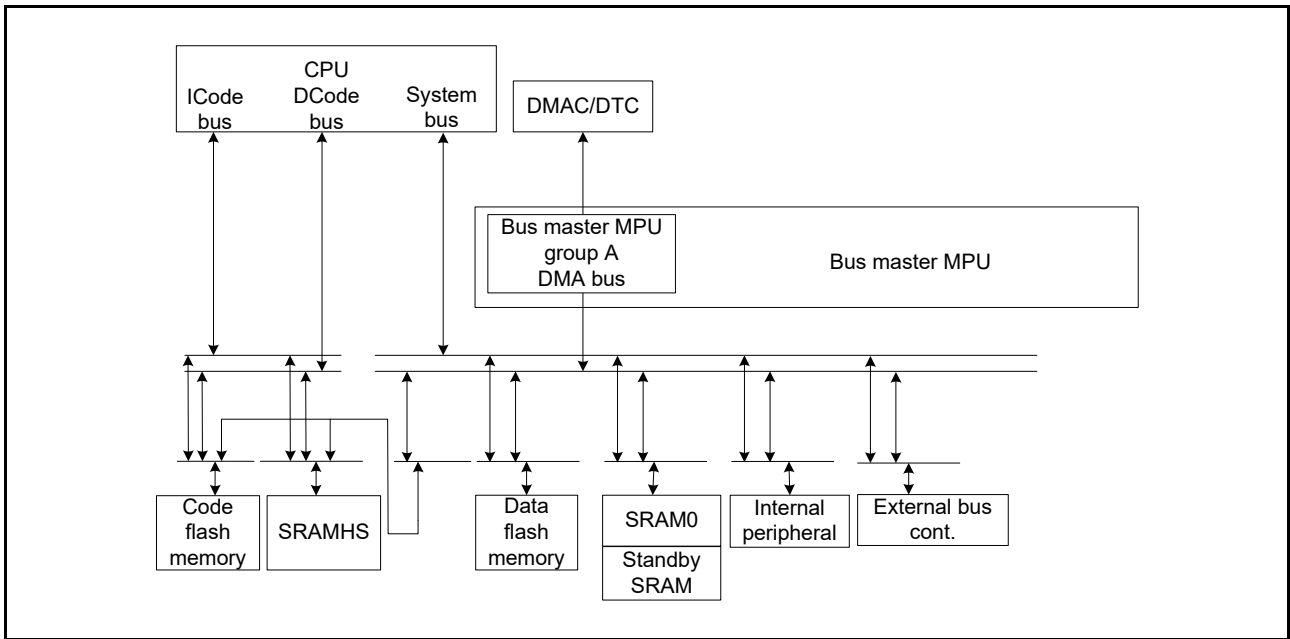 CPU
ICode
bus
DCode
bus
System
bus
DMAC/DTC
Bus master MPU
group A
DMA bus
Bus master MPU
Code
flash
memory
SRAMHS
Data
flash
memory
SRAM0
Standby
SRAM
Internal
peripheral
External bus
cont.